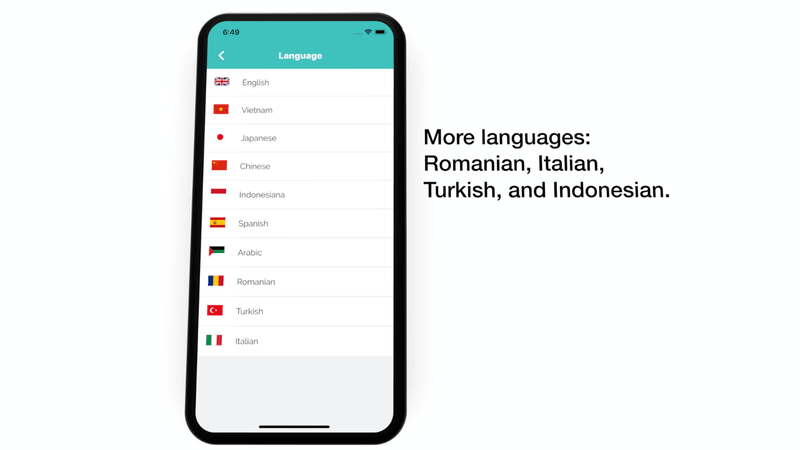 6:49
Language
English
Vietnam
Japanese
Chinese
Indonesiana
Spanish
Arabic
Romanian
Turkish
Italian
More languages:
Romanian, Italian,
Turkish, and Indonesian.